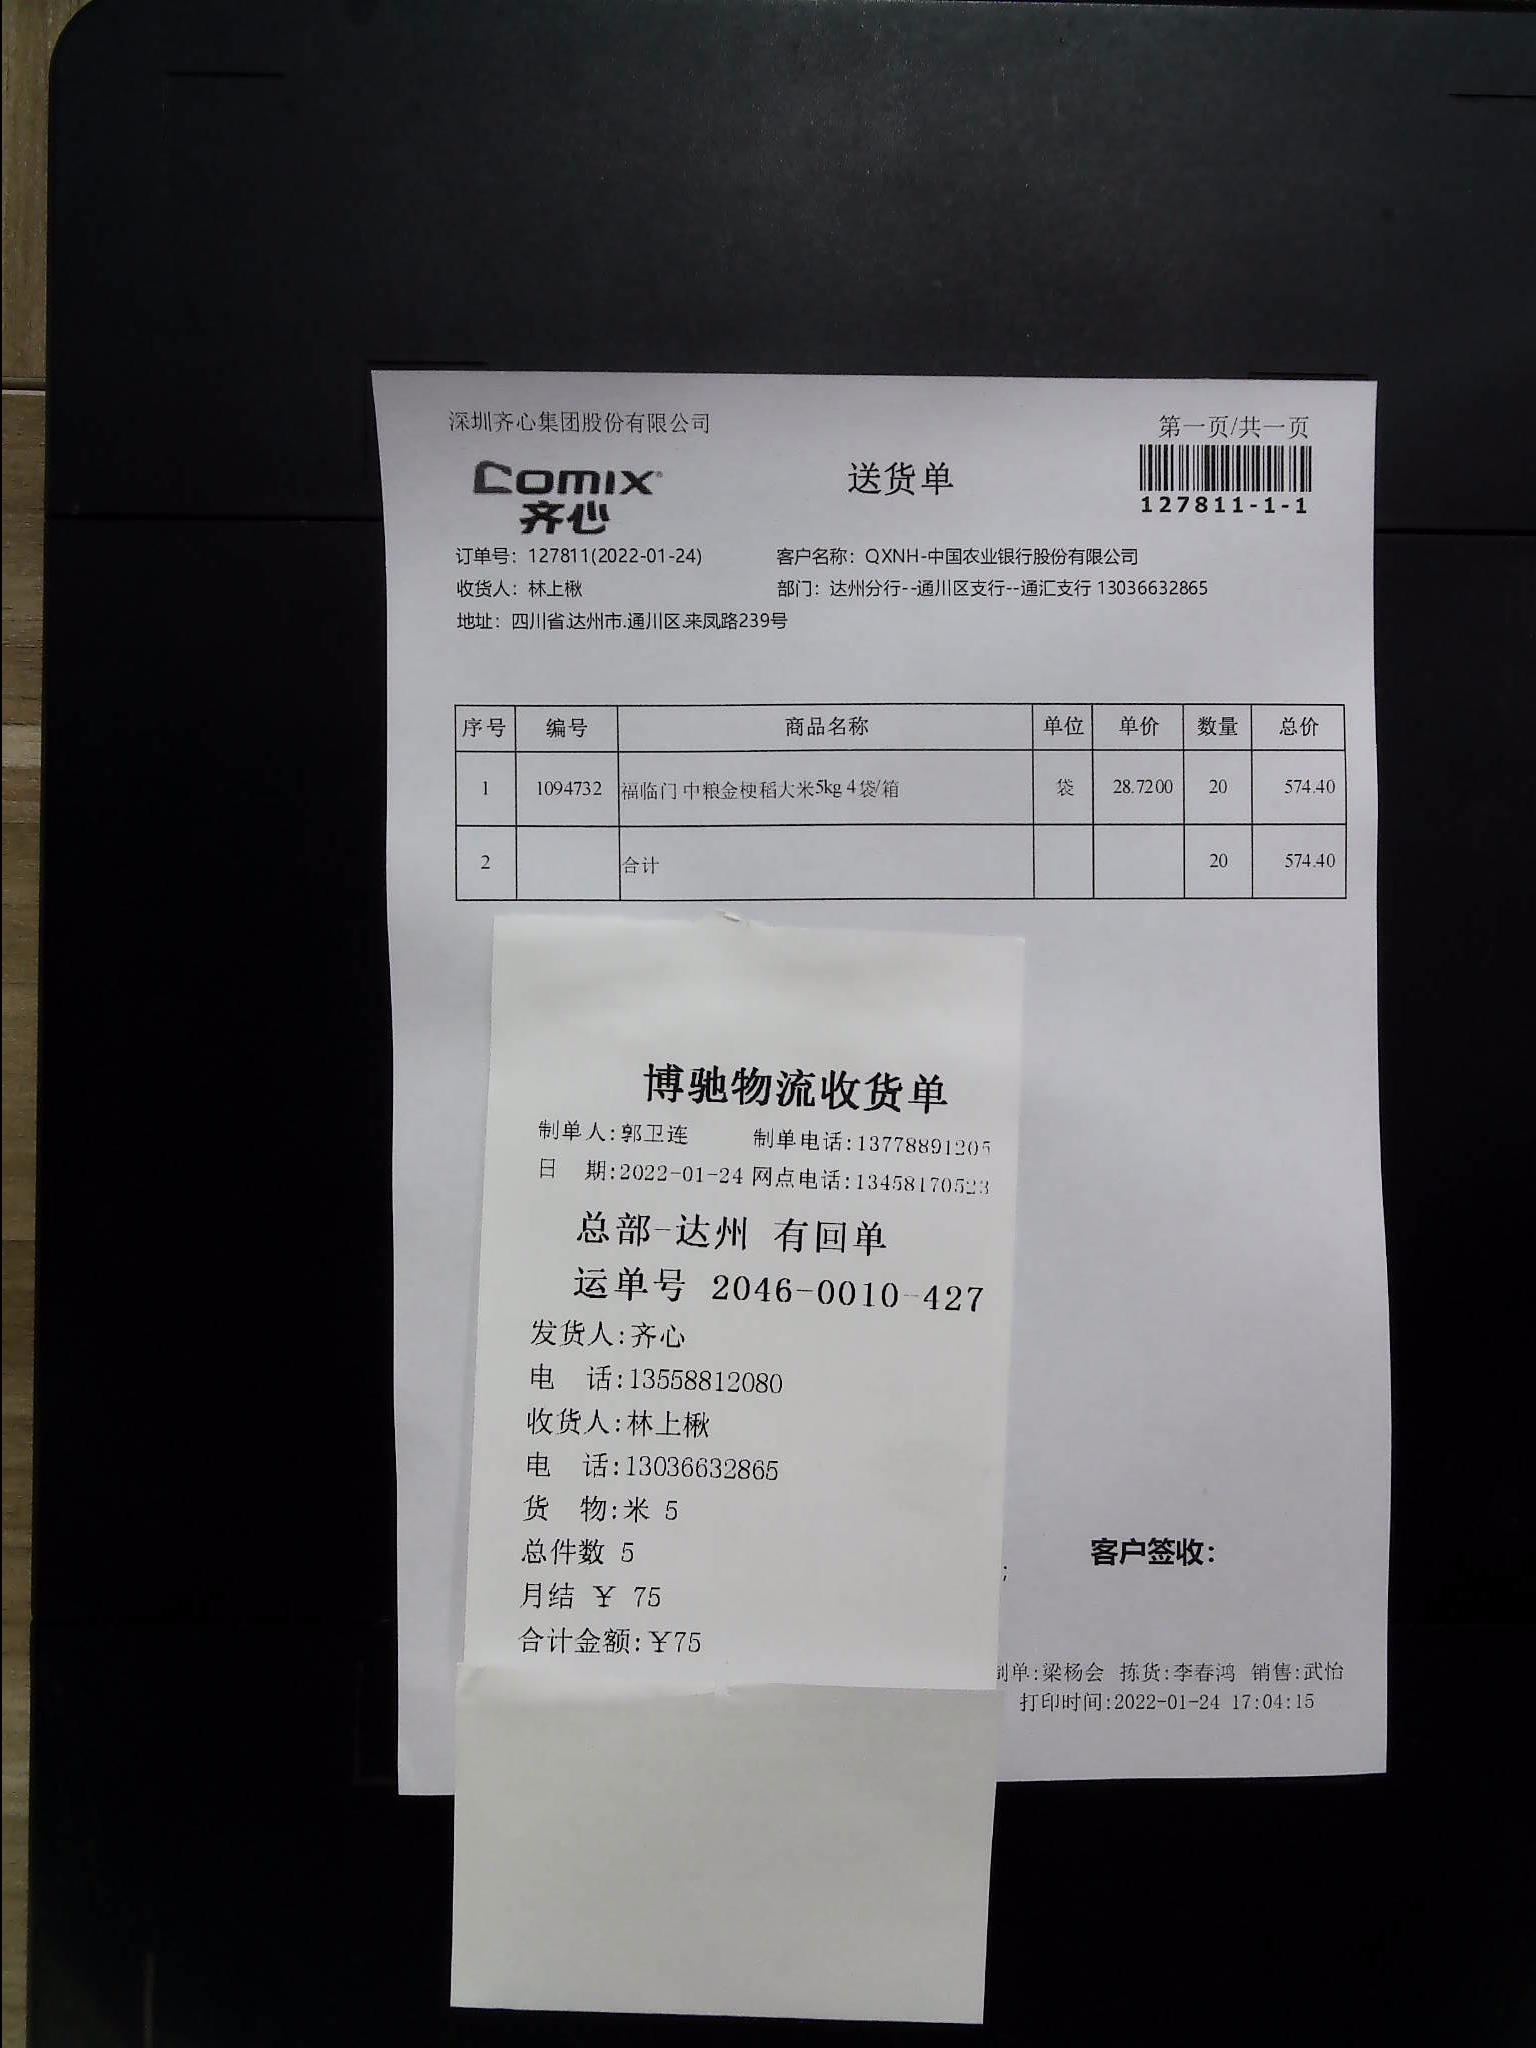 深圳齐心集团股份有限公司
第一页/共一页
Comix
齐心
送货单
127811-1-1
订单号：127811(2022-01-24) 客户名称：QXNH-中国农业银行股份有限公司
收货人：林上楸 部门：达州分行--通川区支行--通汇支行 13036632865
地址：四川省.达州市.通川区.来凤路239号
序号 编号 商品名称 单位 单价 数量 总价
1 1094732 福临门 中粮金梗稻大米5kg 4袋/箱 袋 28.7200 20 574.40
2 合计 20 574.40
博驰物流收货单
制单人:郭卫连 制单电话:13778891205
日 期:2022-01-24 网点电话:13458170523
总部-达州 有回单
运单号 2046-0010-427
发货人:齐心
电 话:13558812080
收货人:林上楸
电 话:13036632865
货 物:米 5
总件数 5
月结 ¥ 75
合计金额:¥75
客户签收：
制单:梁杨会 拣货:李春鸿 销售:武怡
打印时间:2022-01-24 17:04:15